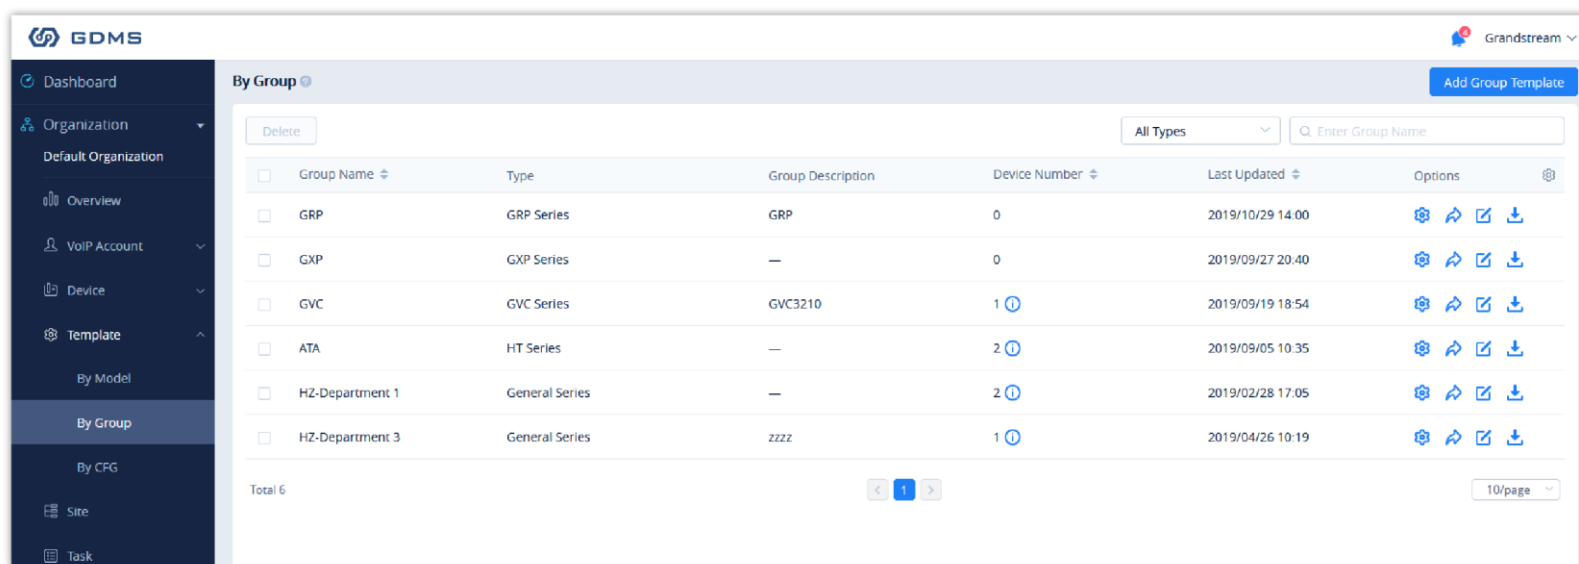 GDMS
4
Grandstream
Dashboard
By Group
Add Group Template
Organization
Default Organization
Delete
All Types
Enter Group Name
Group Name Type Group Description Device Number Last Updated Options
Overview
GRP GRP Series GRP 0 2019/10/29 14:00
VoIP Account
GXP GXP Series — 0 2019/09/27 20:40
Device
GVC GVC Series GVC3210 1 2019/09/19 18:54
Template
ATA HT Series — 2 2019/09/05 10:35
By Model
HZ-Department 1 General Series — 2 2019/02/28 17:05
By Group
HZ-Department 3 General Series zzzz 1 2019/04/26 10:19
By CFG
Total 6
1
10/page
Site
Task